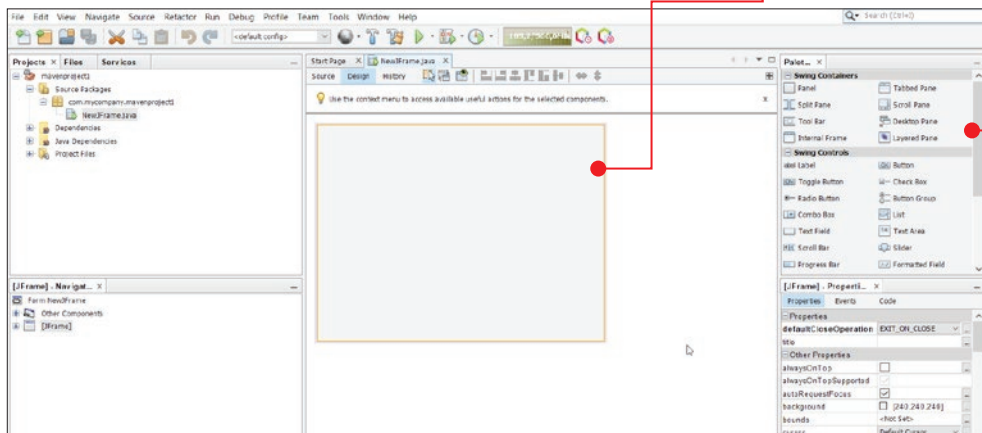 File Edit View Navigate Source Refactor Run Debug Profile Team Tools Window Help
Search (Ctrl+I)
<default config>
Projects × Files Services
mavenproject1
Source Packages
com.mycompany.mavenproject1
NewJFrame.java
Dependencies
Java Dependencies
Project Files
[JFrame] - Navigat... ×
Form NewJFrame
Other Components
[JFrame]
Start Page × NewJFrame.java ×
Source Design History
Use the context menu to access available useful actions for the selected components. x
Palet... ×
Swing Containers
Panel Tabbed Pane
Split Pane Scroll Pane
Tool Bar Desktop Pane
Internal Frame Layered Pane
Swing Controls
label Label Button
Toggle Button Check Box
Radio Button Button Group
Combo Box List
Text Field Text Area
Scroll Bar Slider
Progress Bar Formatted Field
[JFrame] - Properti... ×
Properties Events Code
Properties
defaultCloseOperation EXIT_ON_CLOSE
title
Other Properties
alwaysOnTop
alwaysOnTopSupported
autoRequestFocus
background [240,240,240]
bounds <Not Set>
cursor Default Cursor